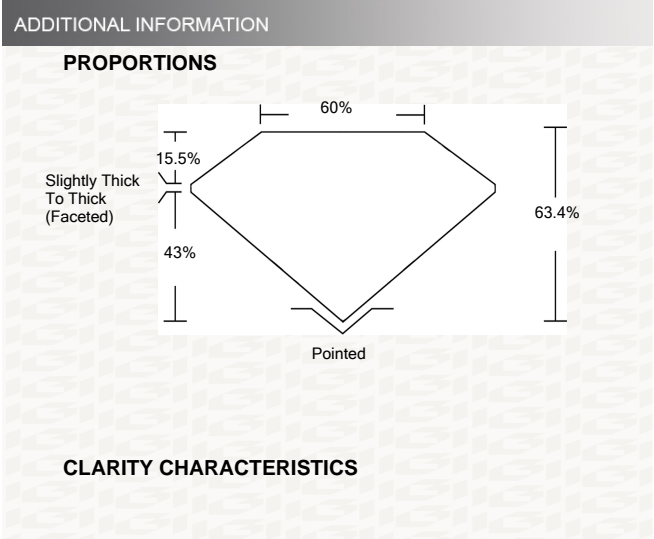 ADDITIONAL INFORMATION
PROPORTIONS
60%
15.5%
Slightly Thick
To Thick
(Faceted)
63.4%
43%
Pointed
CLARITY CHARACTERISTICS